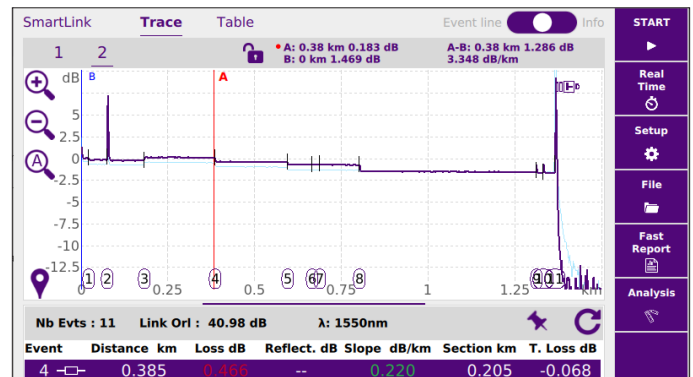 SmartLink Trace Table Event line Info START
1 2 A: 0.38 km 0.183 dB A-B: 0.38 km 1.286 dB
B: 0 km 1.469 dB 3.348 dB/km
Real
Time
Setup
File
Fast
Report
Analysis
dB B A
5
2.5
0
-2.5
-5
-7.5
-10
-12.5
1 2 3 4 5 6 7 8 9 10 11
0 0.25 0.5 0.75 1 1.25 km
Nb Evts : 11 Link Orl : 40.98 dB λ: 1550nm
Event Distance km Loss dB Reflect. dB Slope dB/km Section km T. Loss dB
4 0.385 0.466 -- 0.220 0.205 -0.068